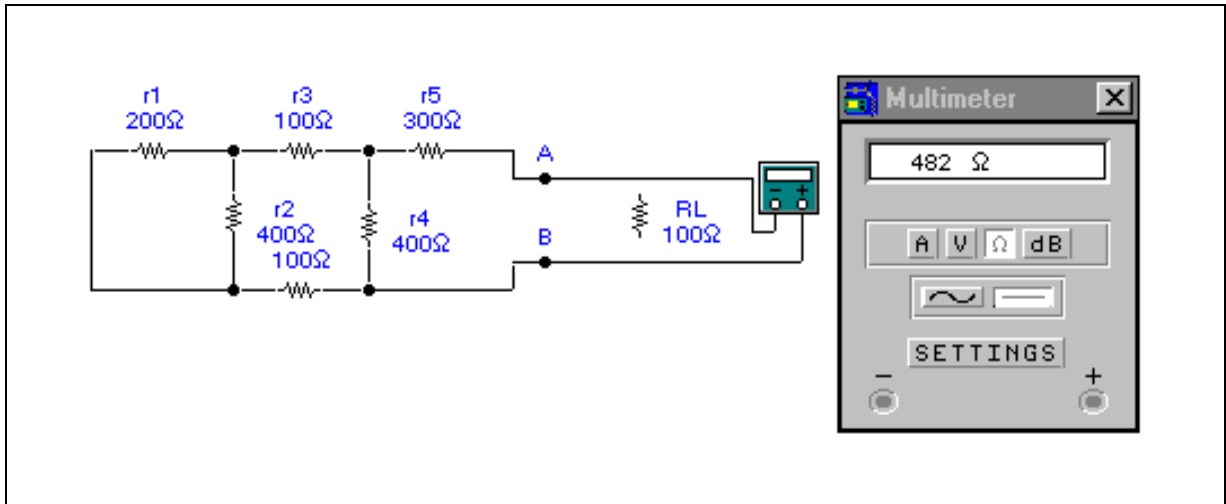 r1
200Ω
r3
100Ω
r5
300Ω
A
r2
400Ω
100Ω
r4
400Ω
B
RL
100Ω
- +
Multimeter
482 Ω
A V Ω dB
SETTINGS
- +